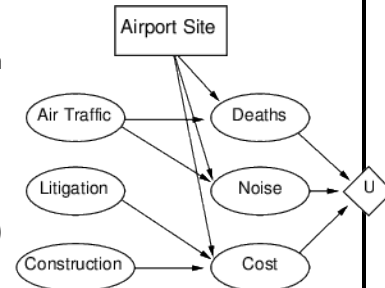 Airport Site
Air Traffic
Deaths
Litigation
Noise
U
Construction
Cost